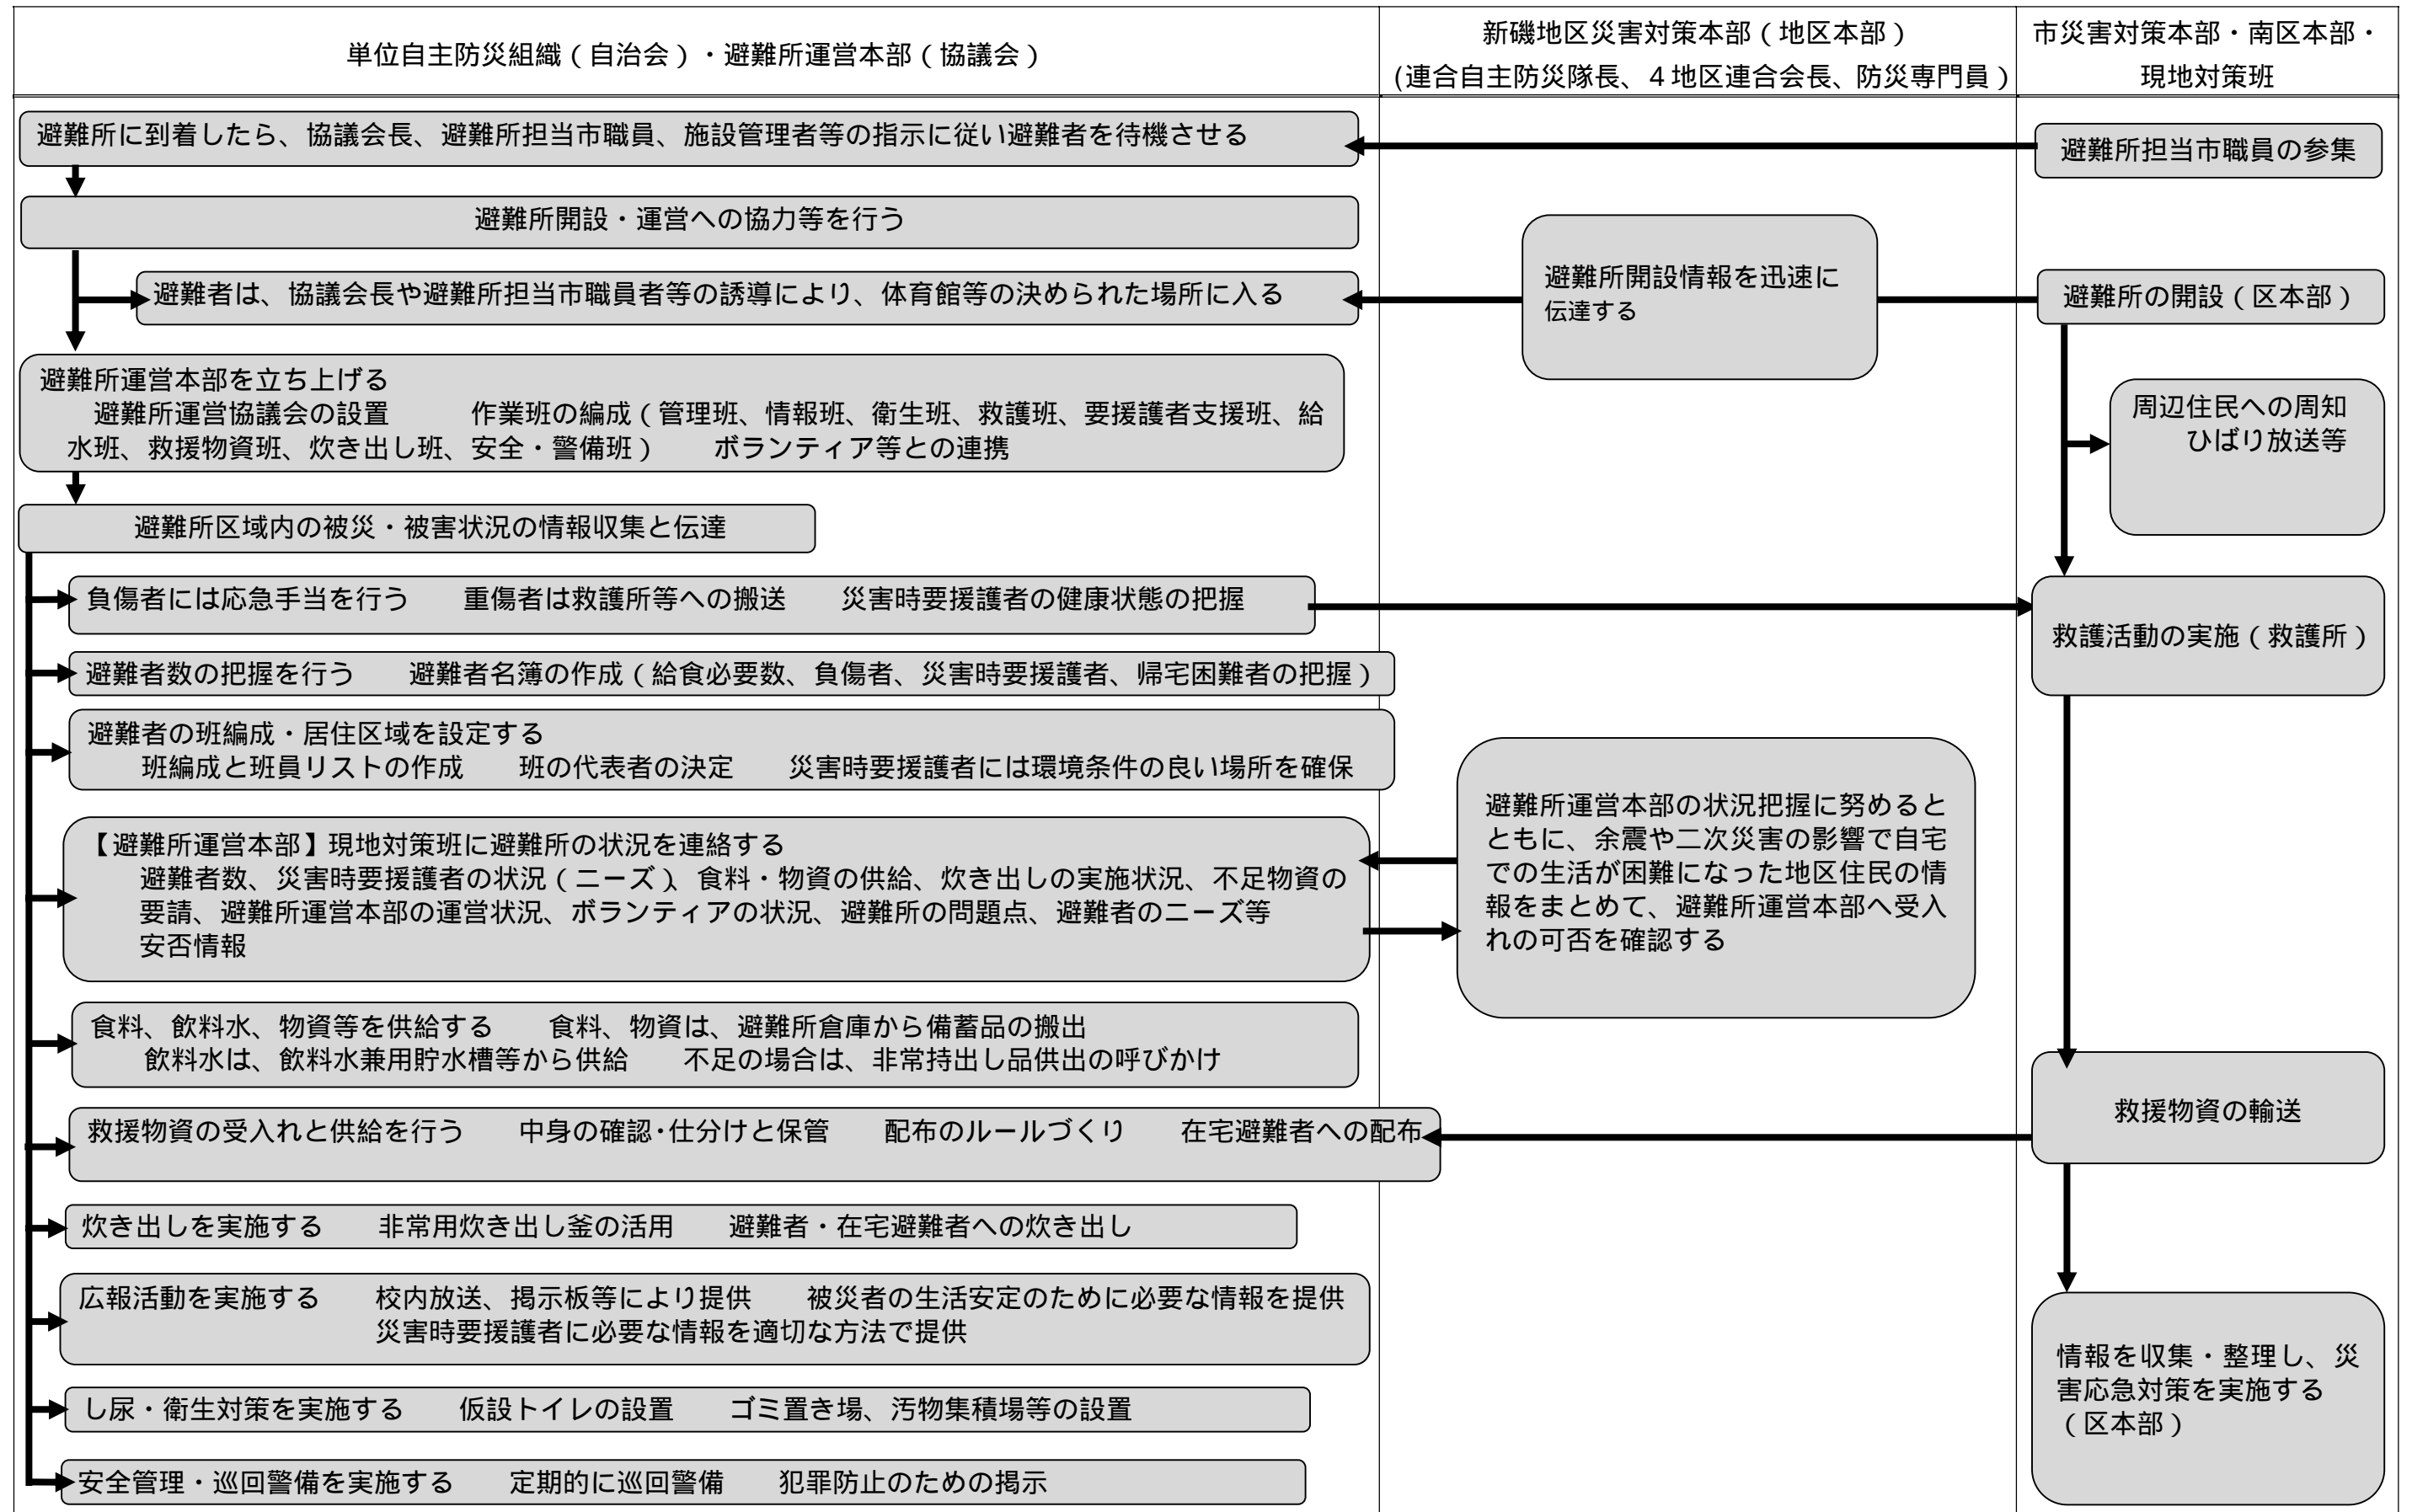 単位自主防災組織（自治会）・避難所運営本部（協議会）
新磯地区災害対策本部（地区本部）
(連合自主防災隊長、４地区連合会長、防災専門員）
市災害対策本部・南区本部・
現地対策班
避難所に到着したら、協議会長、避難所担当市職員、施設管理者等の指示に従い避難者を待機させる
避難所担当市職員の参集
避難所開設・運営への協力等を行う
避難者は、協議会長や避難所担当市職員者等の誘導により、体育館等の決められた場所に入る
避難所開設情報を迅速に
伝達する
避難所の開設（区本部）
避難所運営本部を立ち上げる
避難所運営協議会の設置　　　作業班の編成（管理班、情報班、衛生班、救護班、要援護者支援班、給
水班、救援物資班、炊き出し班、安全・警備班）　　ボランティア等との連携
周辺住民への周知
ひばり放送等
避難所区域内の被災・被害状況の情報収集と伝達
負傷者には応急手当を行う　　重傷者は救護所等への搬送　　災害時要援護者の健康状態の把握
救護活動の実施（救護所）
避難者数の把握を行う　　避難者名簿の作成（給食必要数、負傷者、災害時要援護者、帰宅困難者の把握）
避難者の班編成・居住区域を設定する
班編成と班員リストの作成　　班の代表者の決定　　災害時要援護者には環境条件の良い場所を確保
【避難所運営本部】現地対策班に避難所の状況を連絡する
避難者数、災害時要援護者の状況（ニーズ）、食料・物資の供給、炊き出しの実施状況、不足物資の
要請、避難所運営本部の運営状況、ボランティアの状況、避難所の問題点、避難者のニーズ等
安否情報
避難所運営本部の状況把握に努めると
ともに、余震や二次災害の影響で自宅
での生活が困難になった地区住民の情
報をまとめて、避難所運営本部へ受入
れの可否を確認する
食料、飲料水、物資等を供給する　　食料、物資は、避難所倉庫から備蓄品の搬出
飲料水は、飲料水兼用貯水槽等から供給　　不足の場合は、非常持出し品供出の呼びかけ
救援物資の受入れと供給を行う　　中身の確認・仕分けと保管　　配布のルールづくり　　在宅避難者への配布
救援物資の輸送
炊き出しを実施する　　非常用炊き出し釜の活用　　避難者・在宅避難者への炊き出し
広報活動を実施する　　校内放送、掲示板等により提供　　被災者の生活安定のために必要な情報を提供
災害時要援護者に必要な情報を適切な方法で提供
情報を収集・整理し、災
害応急対策を実施する
（区本部）
し尿・衛生対策を実施する　　仮設トイレの設置　　ゴミ置き場、汚物集積場等の設置
安全管理・巡回警備を実施する　　定期的に巡回警備　　犯罪防止のための掲示